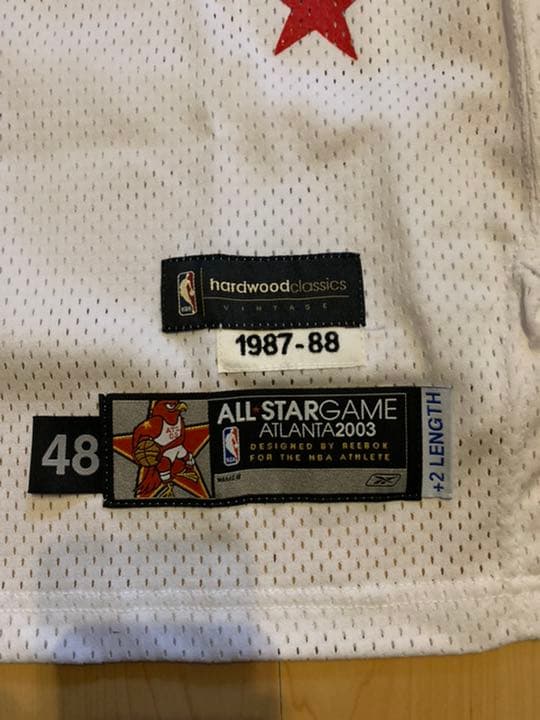 hardwoodclassics
VINTAGE
1987-88
ALL★STARGAME
ATLANTA2003
DESIGNED BY REEBOK
FOR THE NBA ATHLETE
48
+2 LENGTH